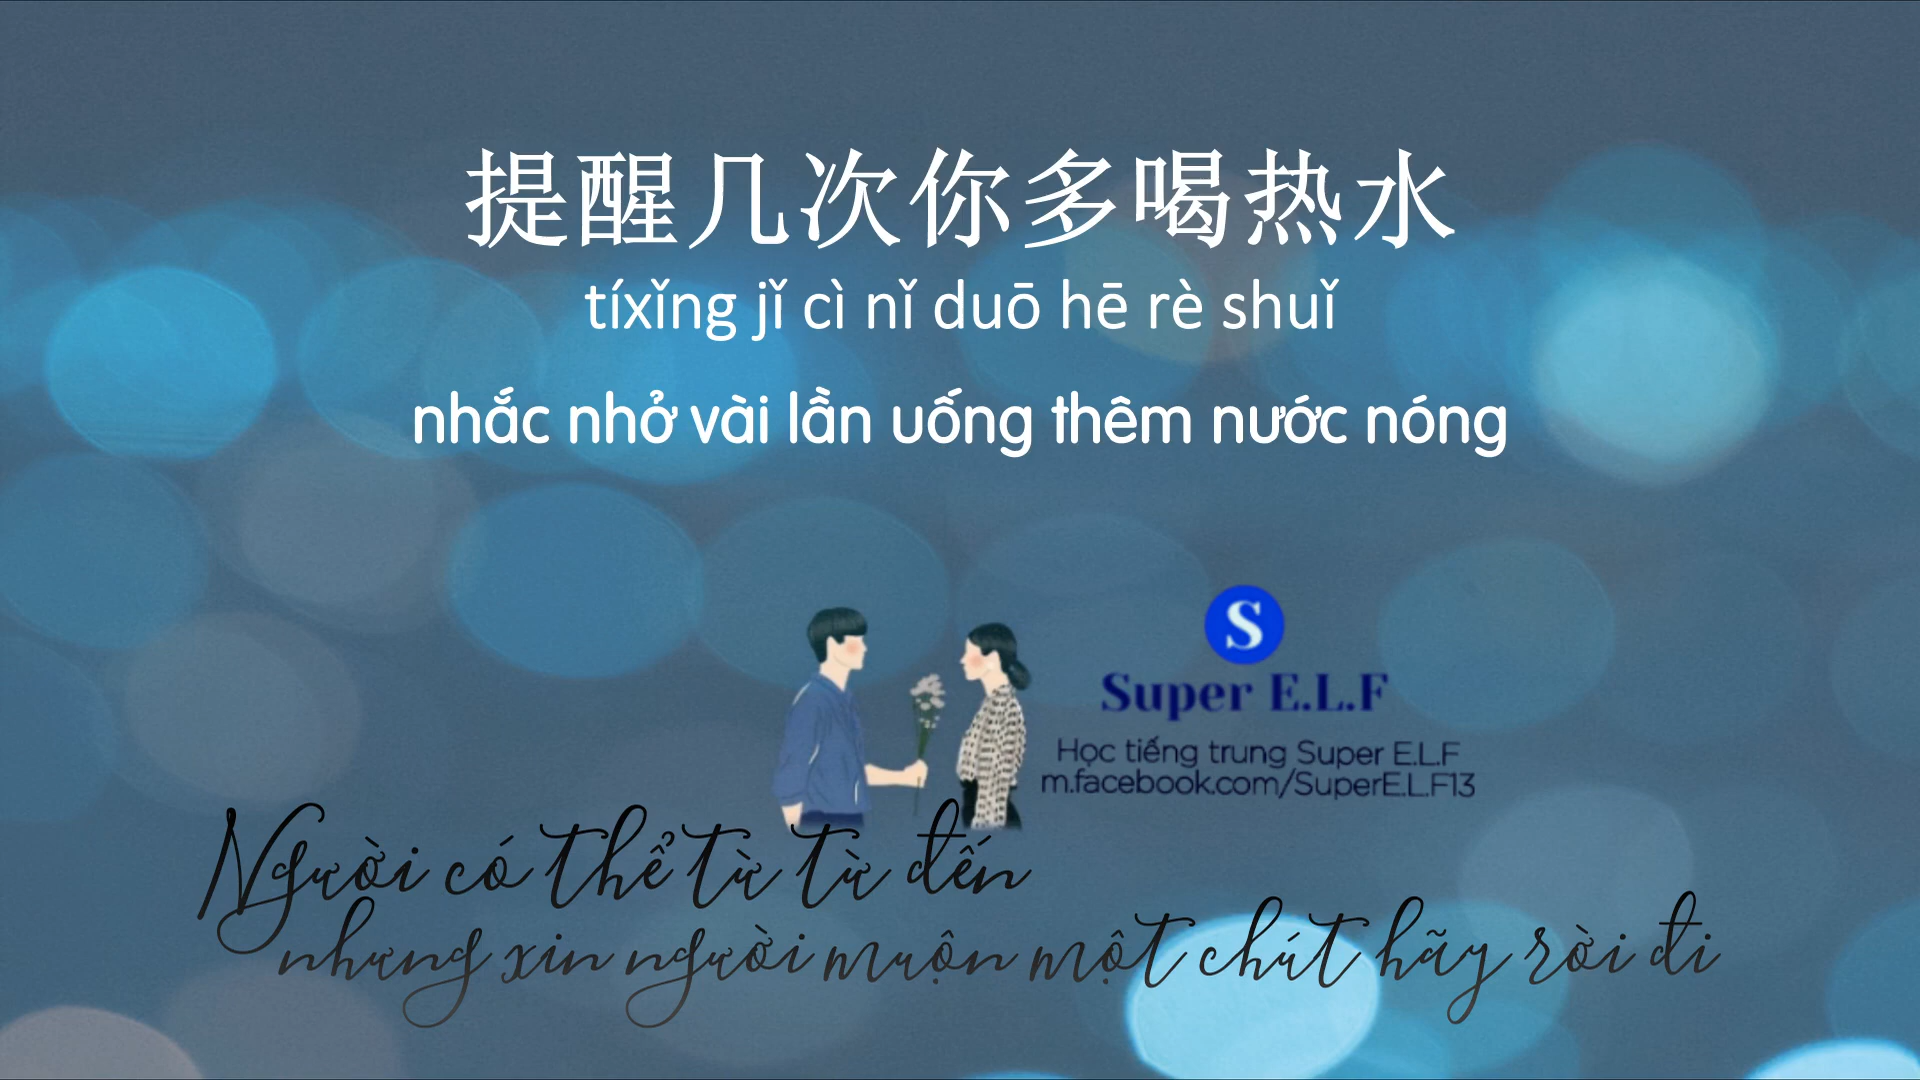 提醒几次你多喝热水
tíxǐng jǐ cì nǐ duō hē rè shuǐ
nhắc nhở vài lần uống thêm nước nóng
S
Super E.L.F
Học tiếng trung Super E.L.F
m.facebook.com/SuperE.L.F13
Người có thể từ từ đến
nhưng xin người muộn một chút hãy rời đi